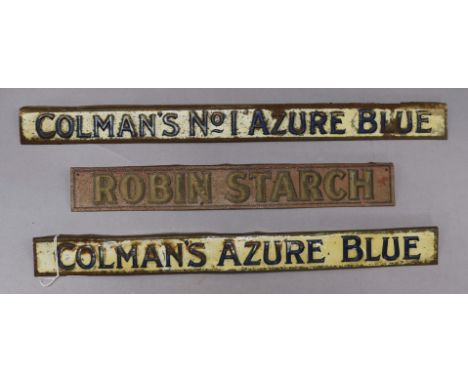 COLMAN'S No 1 AZURE BLUE
ROBIN STARCH
COLMAN'S AZURE BLUE